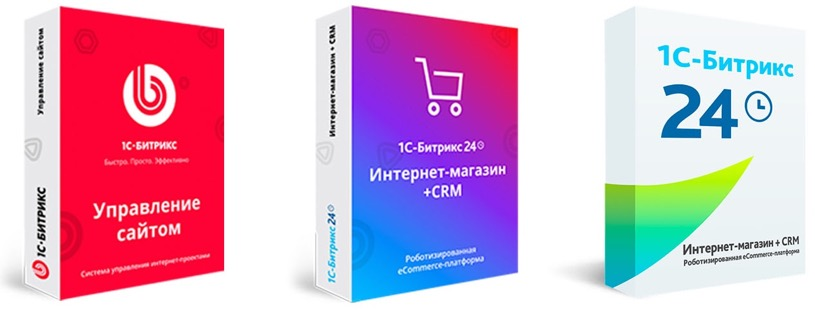 Управление сайтом
1С-БИТРИКС
1С-БИТРИКС
Быстро. Просто. Эффективно
Управление
сайтом
Система управления интернет-проектами
Интернет-магазин + CRM
1С-Битрикс 24
1С-Битрикс 24
Интернет-магазин
+CRM
Роботизированная
eCommerce-платформа
1С-Битрикс
24
Интернет-магазин + CRM
Роботизированная eCommerce-платформа